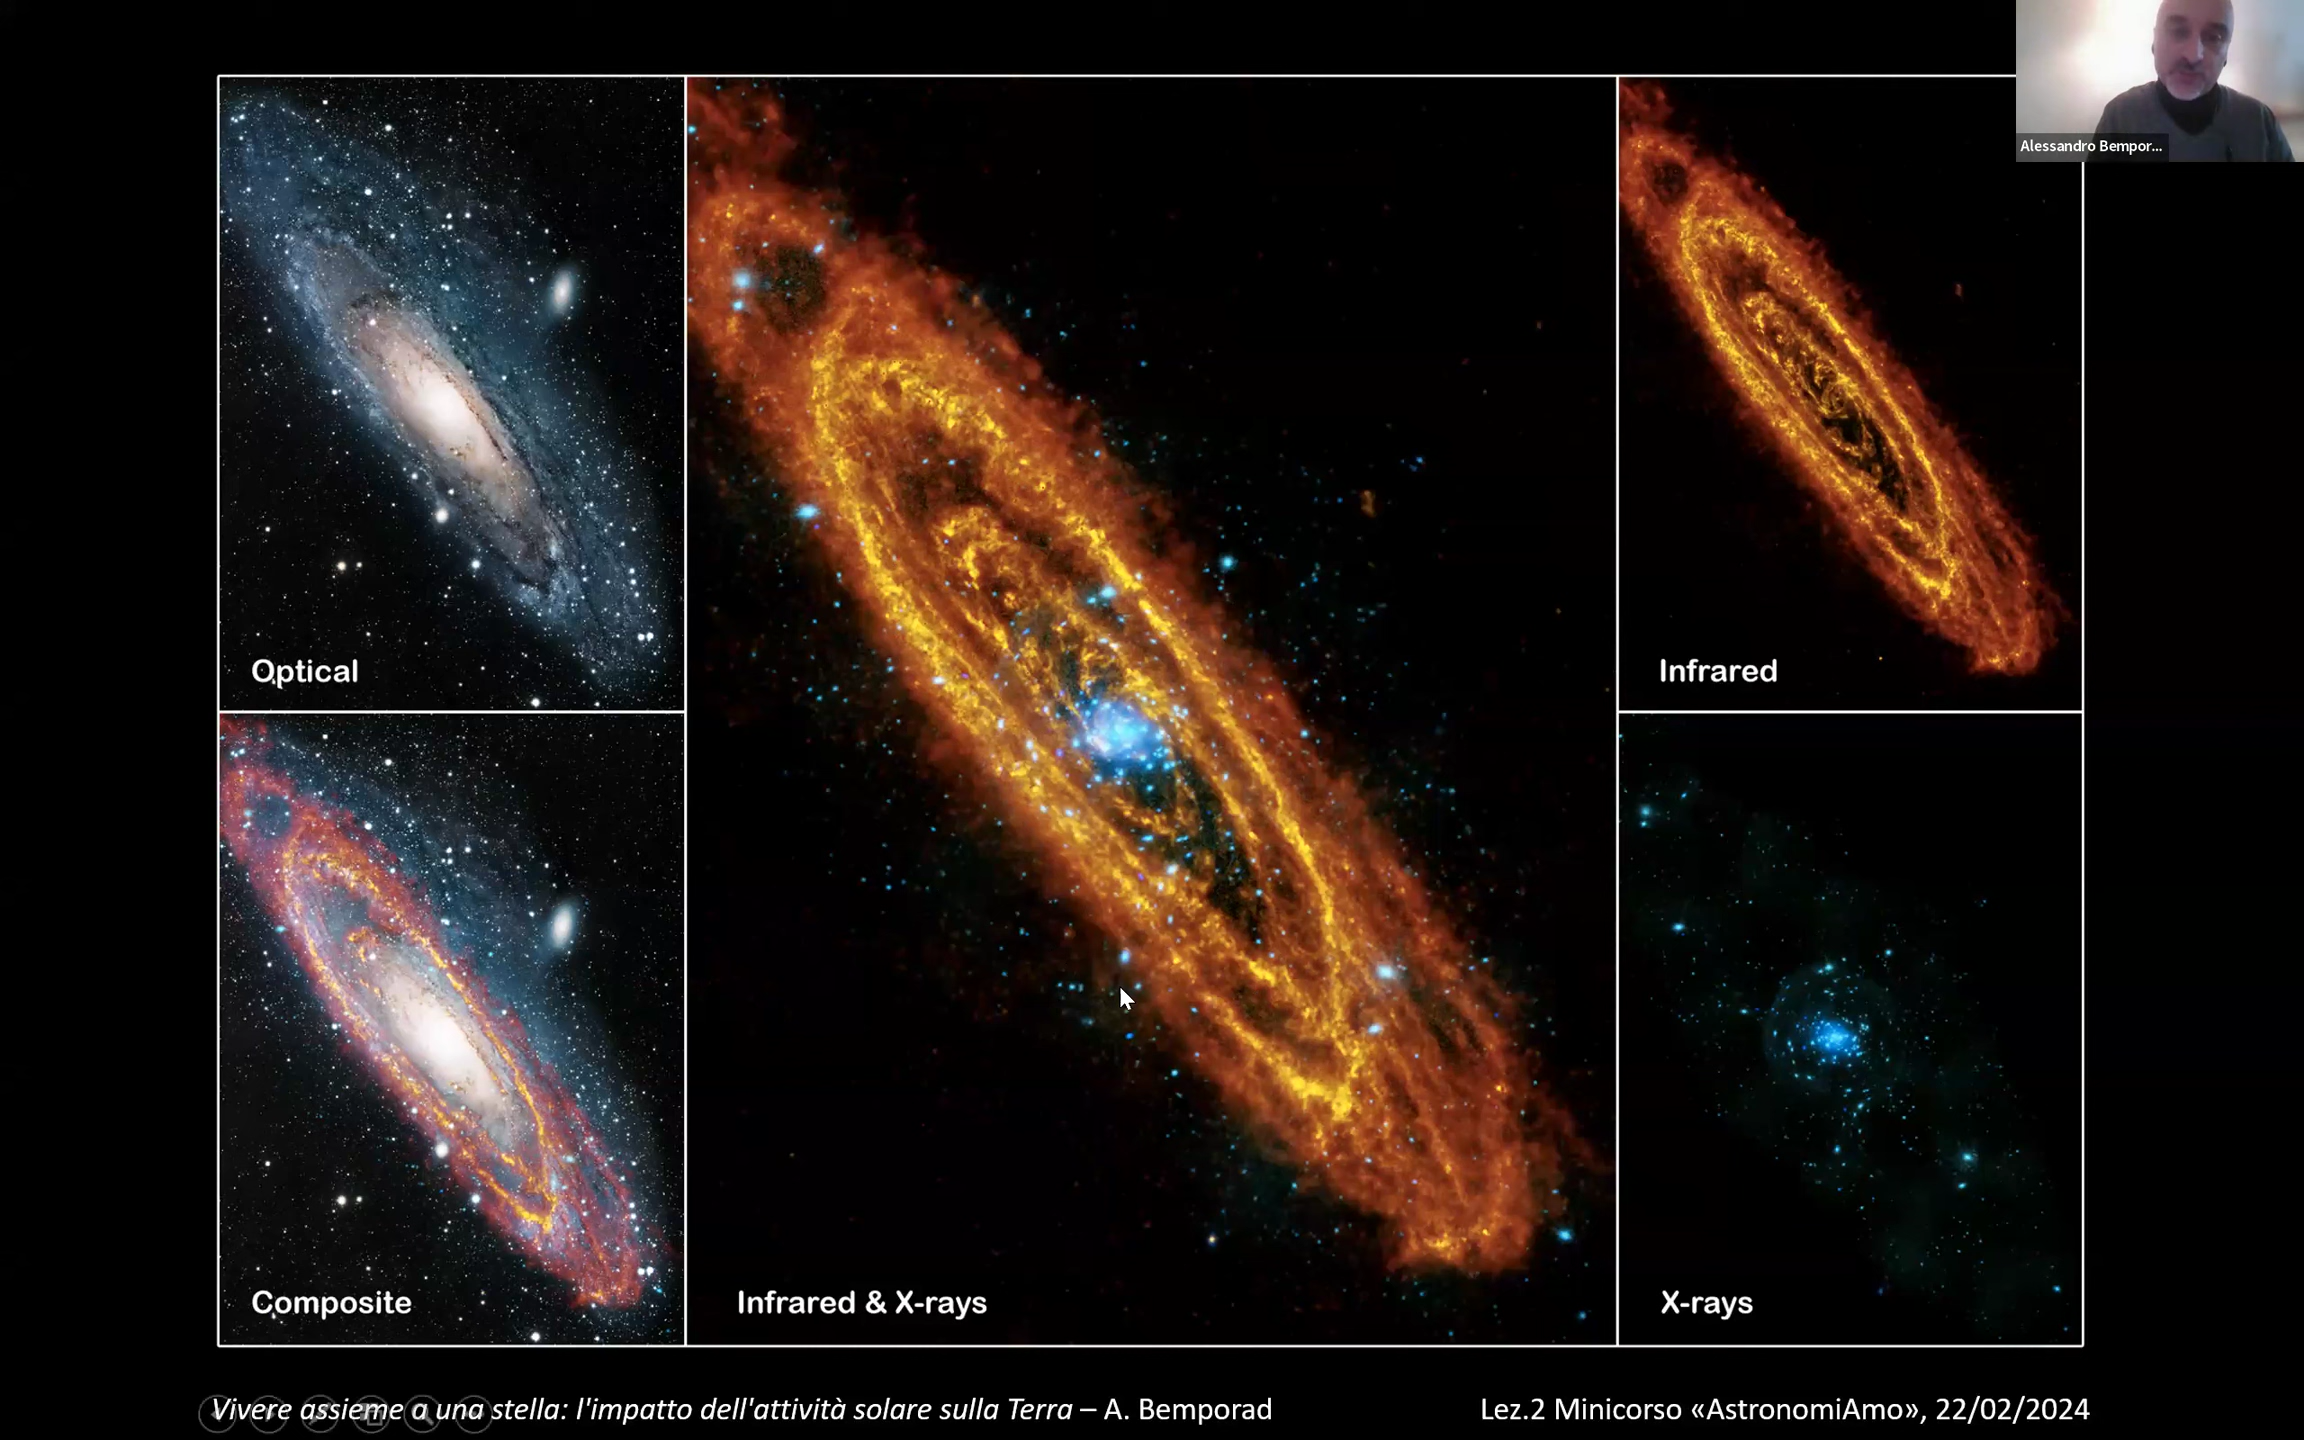 Alessandro Bempor...
Optical
Infrared
Composite
Infrared & X-rays
X-rays
Vivere assieme a una stella: l'impatto dell'attività solare sulla Terra – A. Bemporad
Lez.2 Minicorso «AstronomiAmo», 22/02/2024